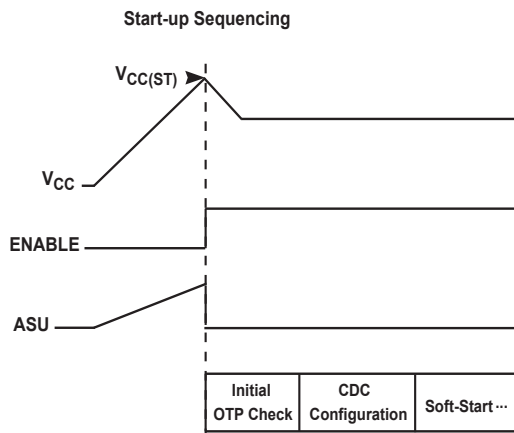 Start-up Sequencing
VCC(ST)
VCC
ENABLE
ASU
Initial
OTP Check
CDC
Configuration
Soft-Start ···